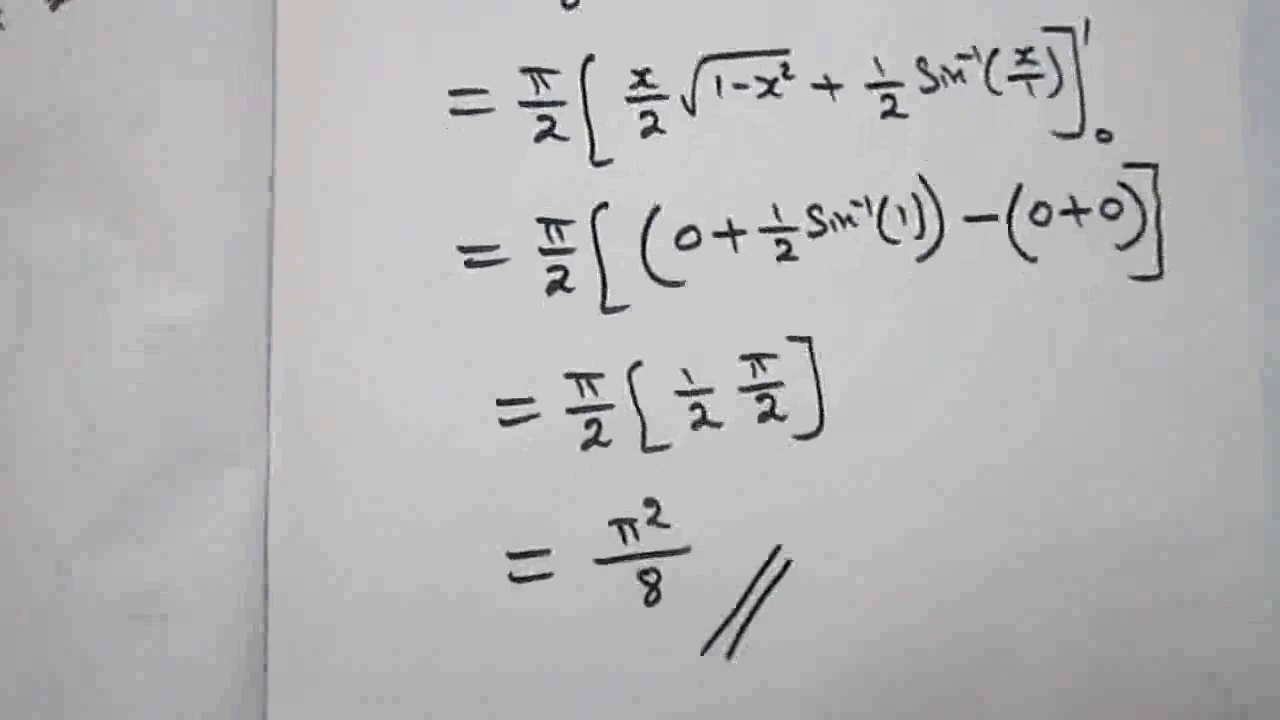 = π/2 [ x/2 √(1-x²) + 1/2 Sin⁻¹(x/1) ]₀¹
= π/2 [ (0 + 1/2 Sin⁻¹(1)) - (0+0) ]
= π/2 [ 1/2 π/2 ]
= π²/8 //